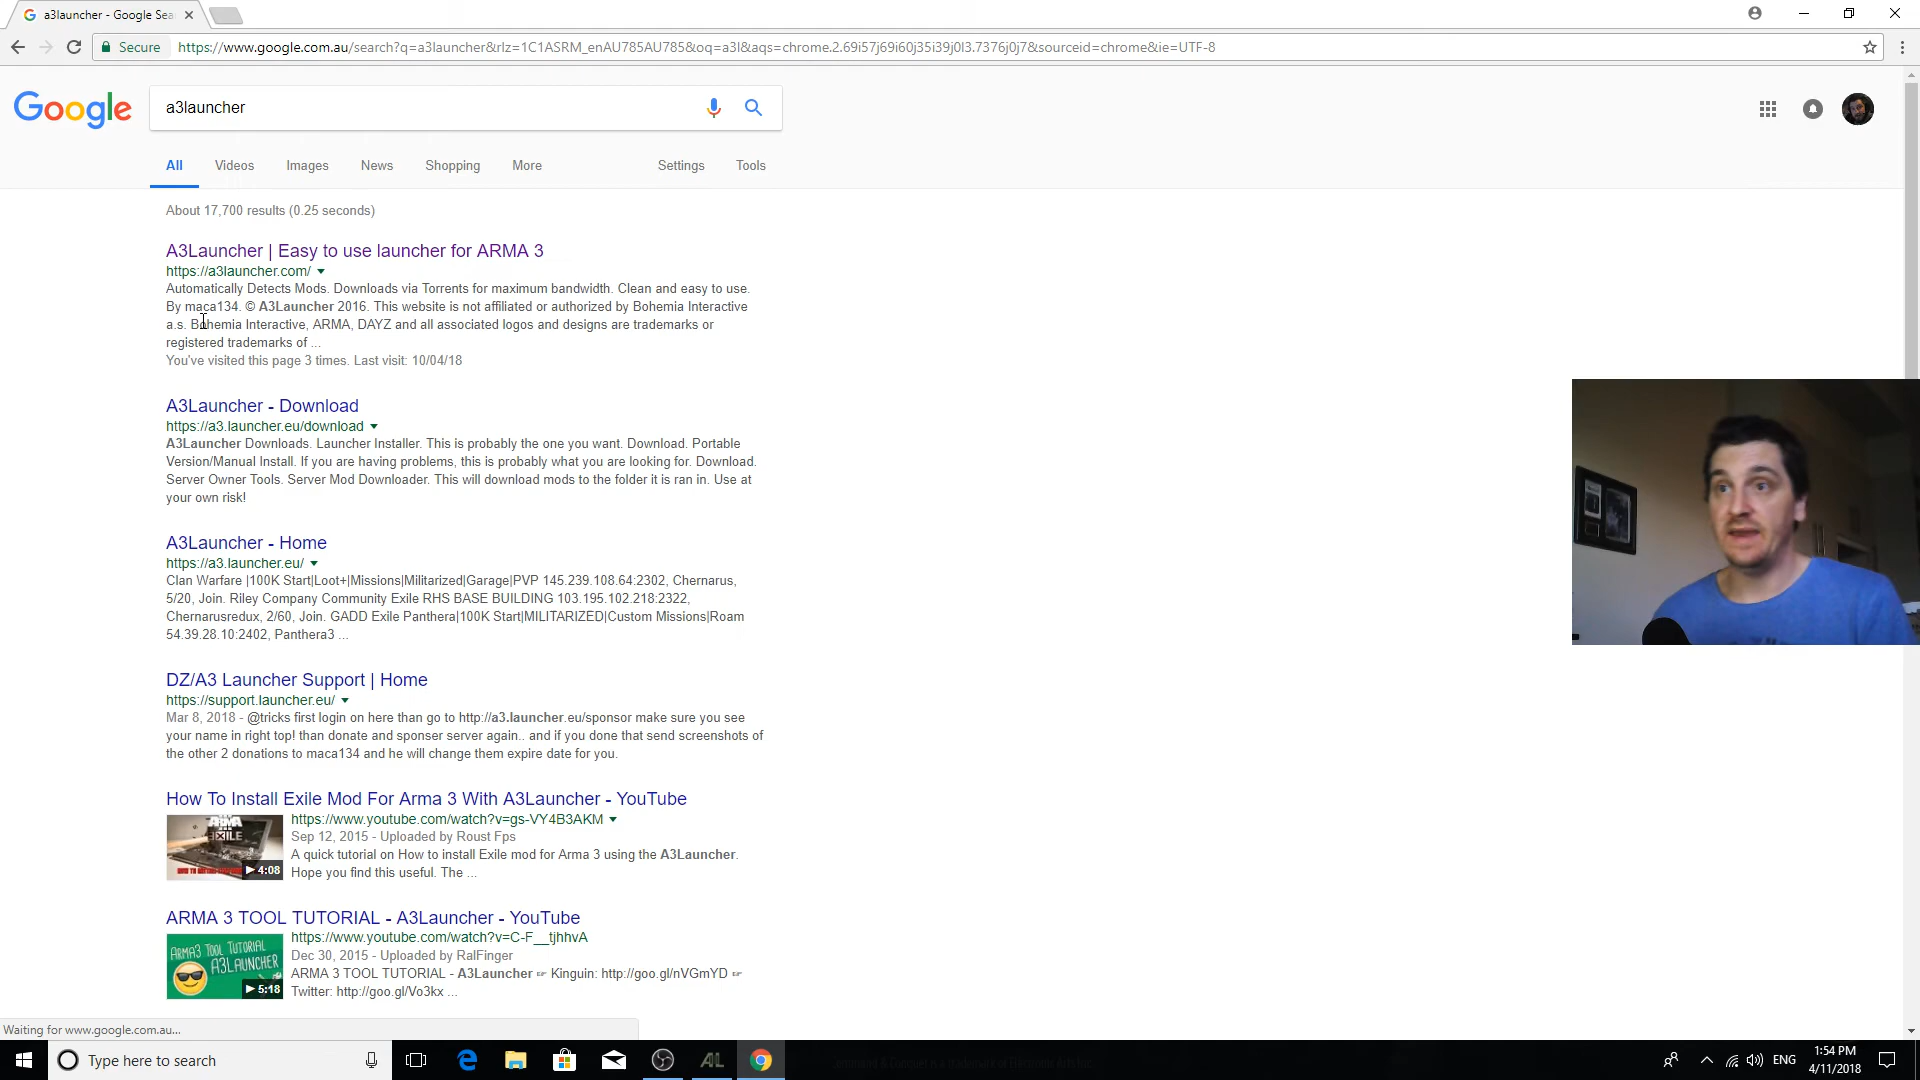 a3launcher - Google Sea
Secure
https://www.google.com.au/search?q=a3launcher&rlz=1C1ASRM_enAU785AU785&oq=a3l&aqs=chrome.2.69i57j69i60j35i39j0l3.7376j0j7&sourceid=chrome&ie=UTF-8
Google
a3launcher
All Videos Images News Shopping More Settings Tools
About 17,700 results (0.25 seconds)
A3Launcher | Easy to use launcher for ARMA 3
https://a3launcher.com/
Automatically Detects Mods. Downloads via Torrents for maximum bandwidth. Clean and easy to use.
By maca134. © A3Launcher 2016. This website is not affiliated or authorized by Bohemia Interactive
a.s. Bohemia Interactive, ARMA, DAYZ and all associated logos and designs are trademarks or
registered trademarks of ...
You've visited this page 3 times. Last visit: 10/04/18
A3Launcher - Download
https://a3.launcher.eu/download
A3Launcher Downloads. Launcher Installer. This is probably the one you want. Download. Portable
Version/Manual Install. If you are having problems, this is probably what you are looking for. Download.
Server Owner Tools. Server Mod Downloader. This will download mods to the folder it is ran in. Use at
your own risk!
A3Launcher - Home
https://a3.launcher.eu/
Clan Warfare |100K Start|Loot+|Missions|Militarized|Garage|PVP 145.239.108.64:2302, Chernarus,
5/20, Join. Riley Company Community Exile RHS BASE BUILDING 103.195.102.218:2322,
Chernarusredux, 2/60, Join. GADD Exile Panthera|100K Start|MILITARIZED|Custom Missions|Roam
54.39.28.10:2402, Panthera3 ...
DZ/A3 Launcher Support | Home
https://support.launcher.eu/
Mar 8, 2018 - @tricks first login on here than go to http://a3.launcher.eu/sponsor make sure you see
your name in right top! than donate and sponser server again.. and if you done that send screenshots of
the other 2 donations to maca134 and he will change them expire date for you.
How To Install Exile Mod For Arma 3 With A3Launcher - YouTube
ARMA
EXILE
4:08
https://www.youtube.com/watch?v=gs-VY4B3AKM
Sep 12, 2015 - Uploaded by Roust Fps
A quick tutorial on How to install Exile mod for Arma 3 using the A3Launcher.
Hope you find this useful. The ...
ARMA 3 TOOL TUTORIAL - A3Launcher - YouTube
ARMA3 TOOL TUTORIAL
A3LAUNCHER
5:18
https://www.youtube.com/watch?v=C-F__tjhhvA
Dec 30, 2015 - Uploaded by RalFinger
ARMA 3 TOOL TUTORIAL - A3Launcher ☞ Kinguin: http://goo.gl/nVGmYD ☞
Twitter: http://goo.gl/Vo3kx ...
Waiting for www.google.com.au...
Type here to search
AL
ENG
1:54 PM
4/11/2018